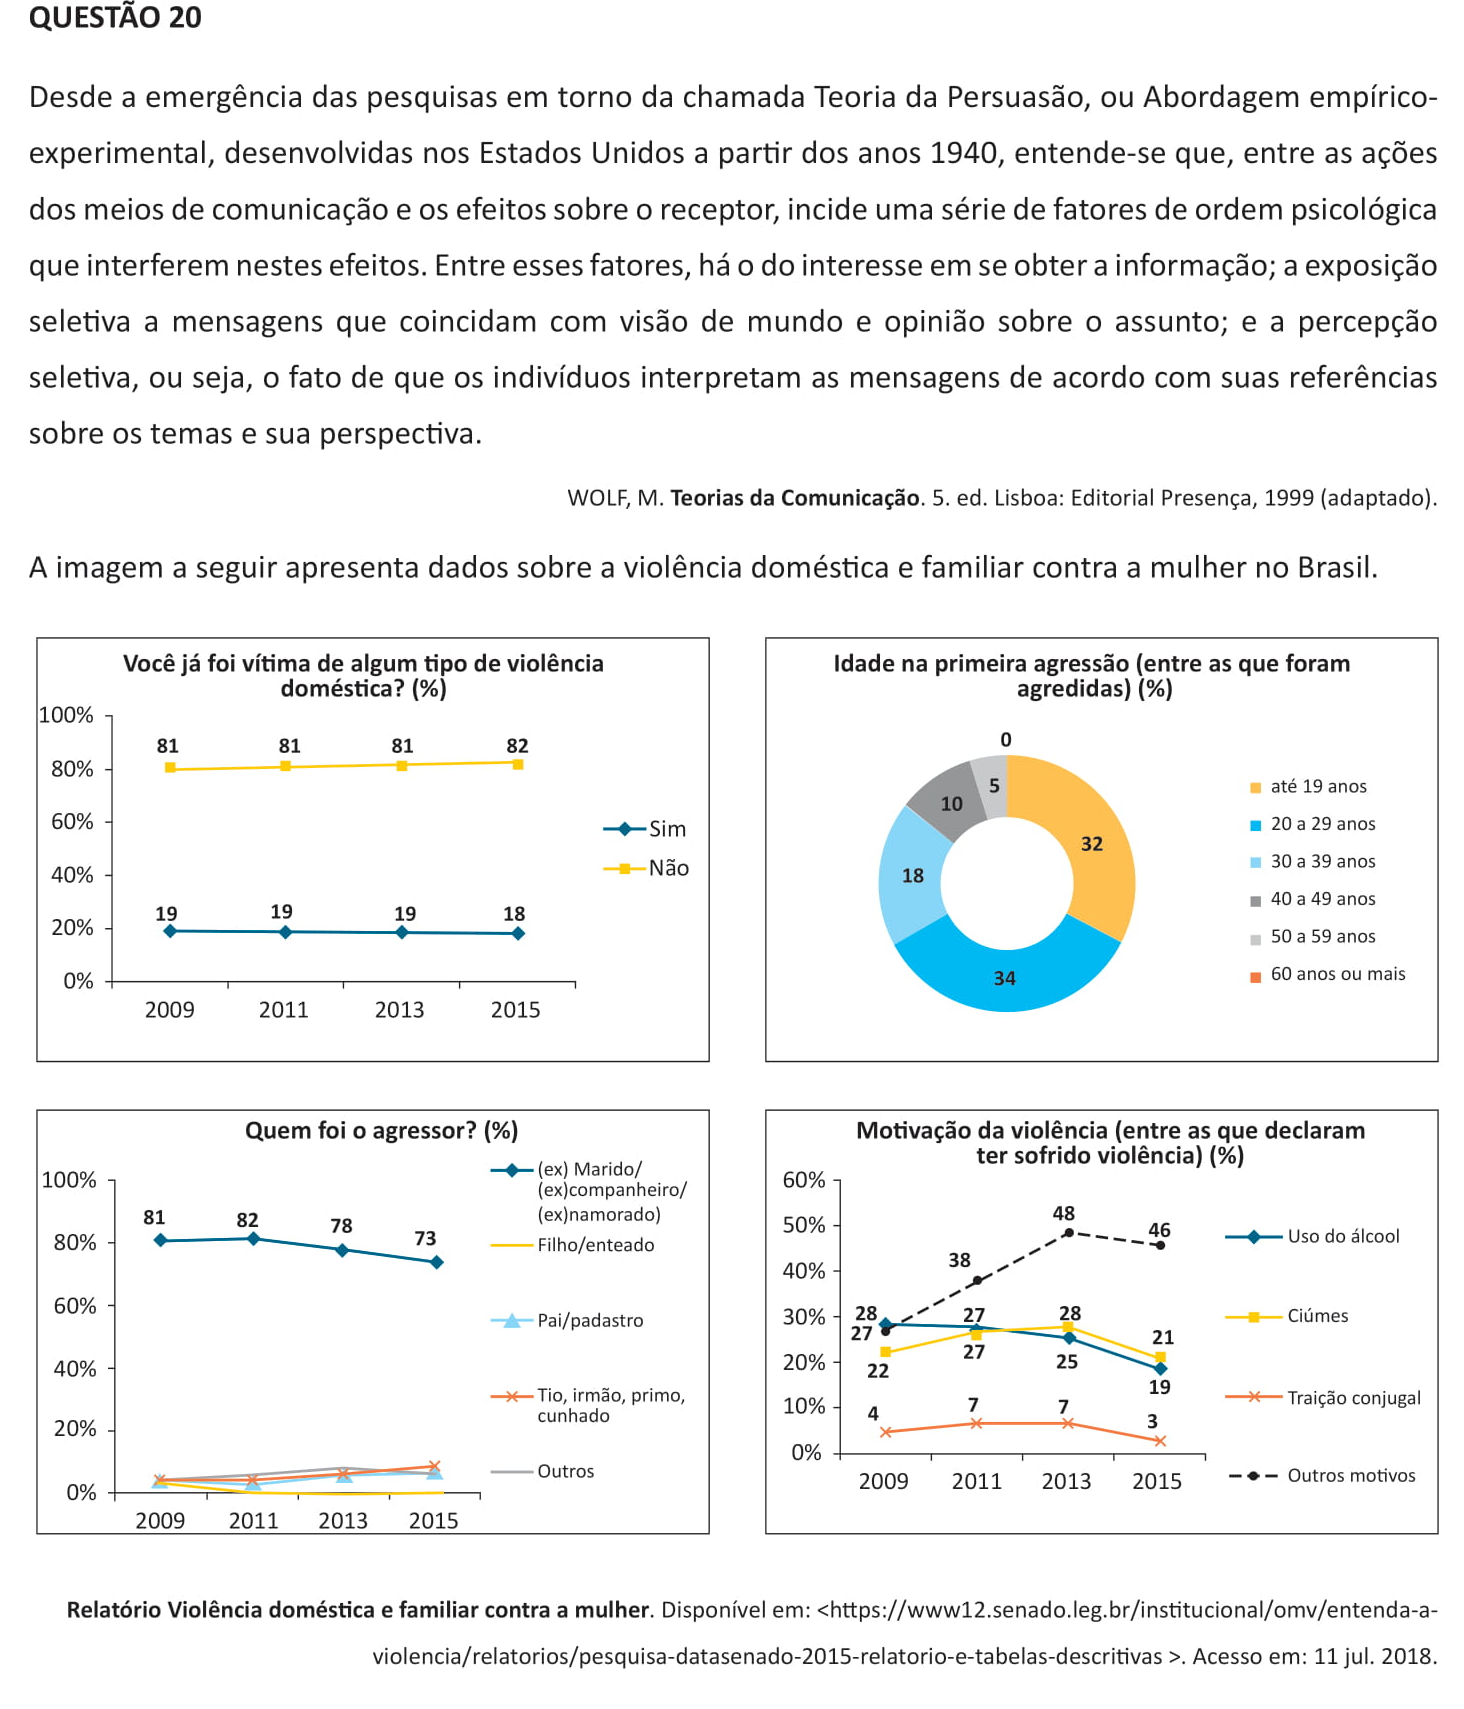 QUESTÃO 20
Desde a emergência das pesquisas em torno da chamada Teoria da Persuasão, ou Abordagem empírico-
experimental, desenvolvidas nos Estados Unidos a partir dos anos 1940, entende-se que, entre as ações
dos meios de comunicação e os efeitos sobre o receptor, incide uma série de fatores de ordem psicológica
que interferem nestes efeitos. Entre esses fatores, há o do interesse em se obter a informação; a exposição
seletiva a mensagens que coincidam com visão de mundo e opinião sobre o assunto; e a percepção
seletiva, ou seja, o fato de que os indivíduos interpretam as mensagens de acordo com suas referências
sobre os temas e sua perspectiva.
WOLF, M. Teorias da Comunicação. 5. ed. Lisboa: Editorial Presença, 1999 (adaptado).
A imagem a seguir apresenta dados sobre a violência doméstica e familiar contra a mulher no Brasil.
Você já foi vítima de algum tipo de violência
doméstica? (%)
100%
80%
60%
40%
20%
0%
81 81 81 82
19 19 19 18
2009 2011 2013 2015
Sim
Não
Idade na primeira agressão (entre as que foram
agredidas) (%)
0
5
10
32
18
34
até 19 anos
20 a 29 anos
30 a 39 anos
40 a 49 anos
50 a 59 anos
60 anos ou mais
Quem foi o agressor? (%)
100%
80%
60%
40%
20%
0%
81 82 78 73
2009 2011 2013 2015
(ex) Marido/
(ex)companheiro/
(ex)namorado)
Filho/enteado
Pai/padastro
Tio, irmão, primo,
cunhado
Outros
Motivação da violência (entre as que declaram
ter sofrido violência) (%)
60%
50%
40%
30%
20%
10%
0%
27 38 48 46
28 27 25 19
22 27 28 21
4 7 7 3
2009 2011 2013 2015
Uso do álcool
Ciúmes
Traição conjugal
Outros motivos
Relatório Violência doméstica e familiar contra a mulher. Disponível em: <https://www12.senado.leg.br/institucional/omv/entenda-a-
violencia/relatorios/pesquisa-datasenado-2015-relatorio-e-tabelas-descritivas >. Acesso em: 11 jul. 2018.